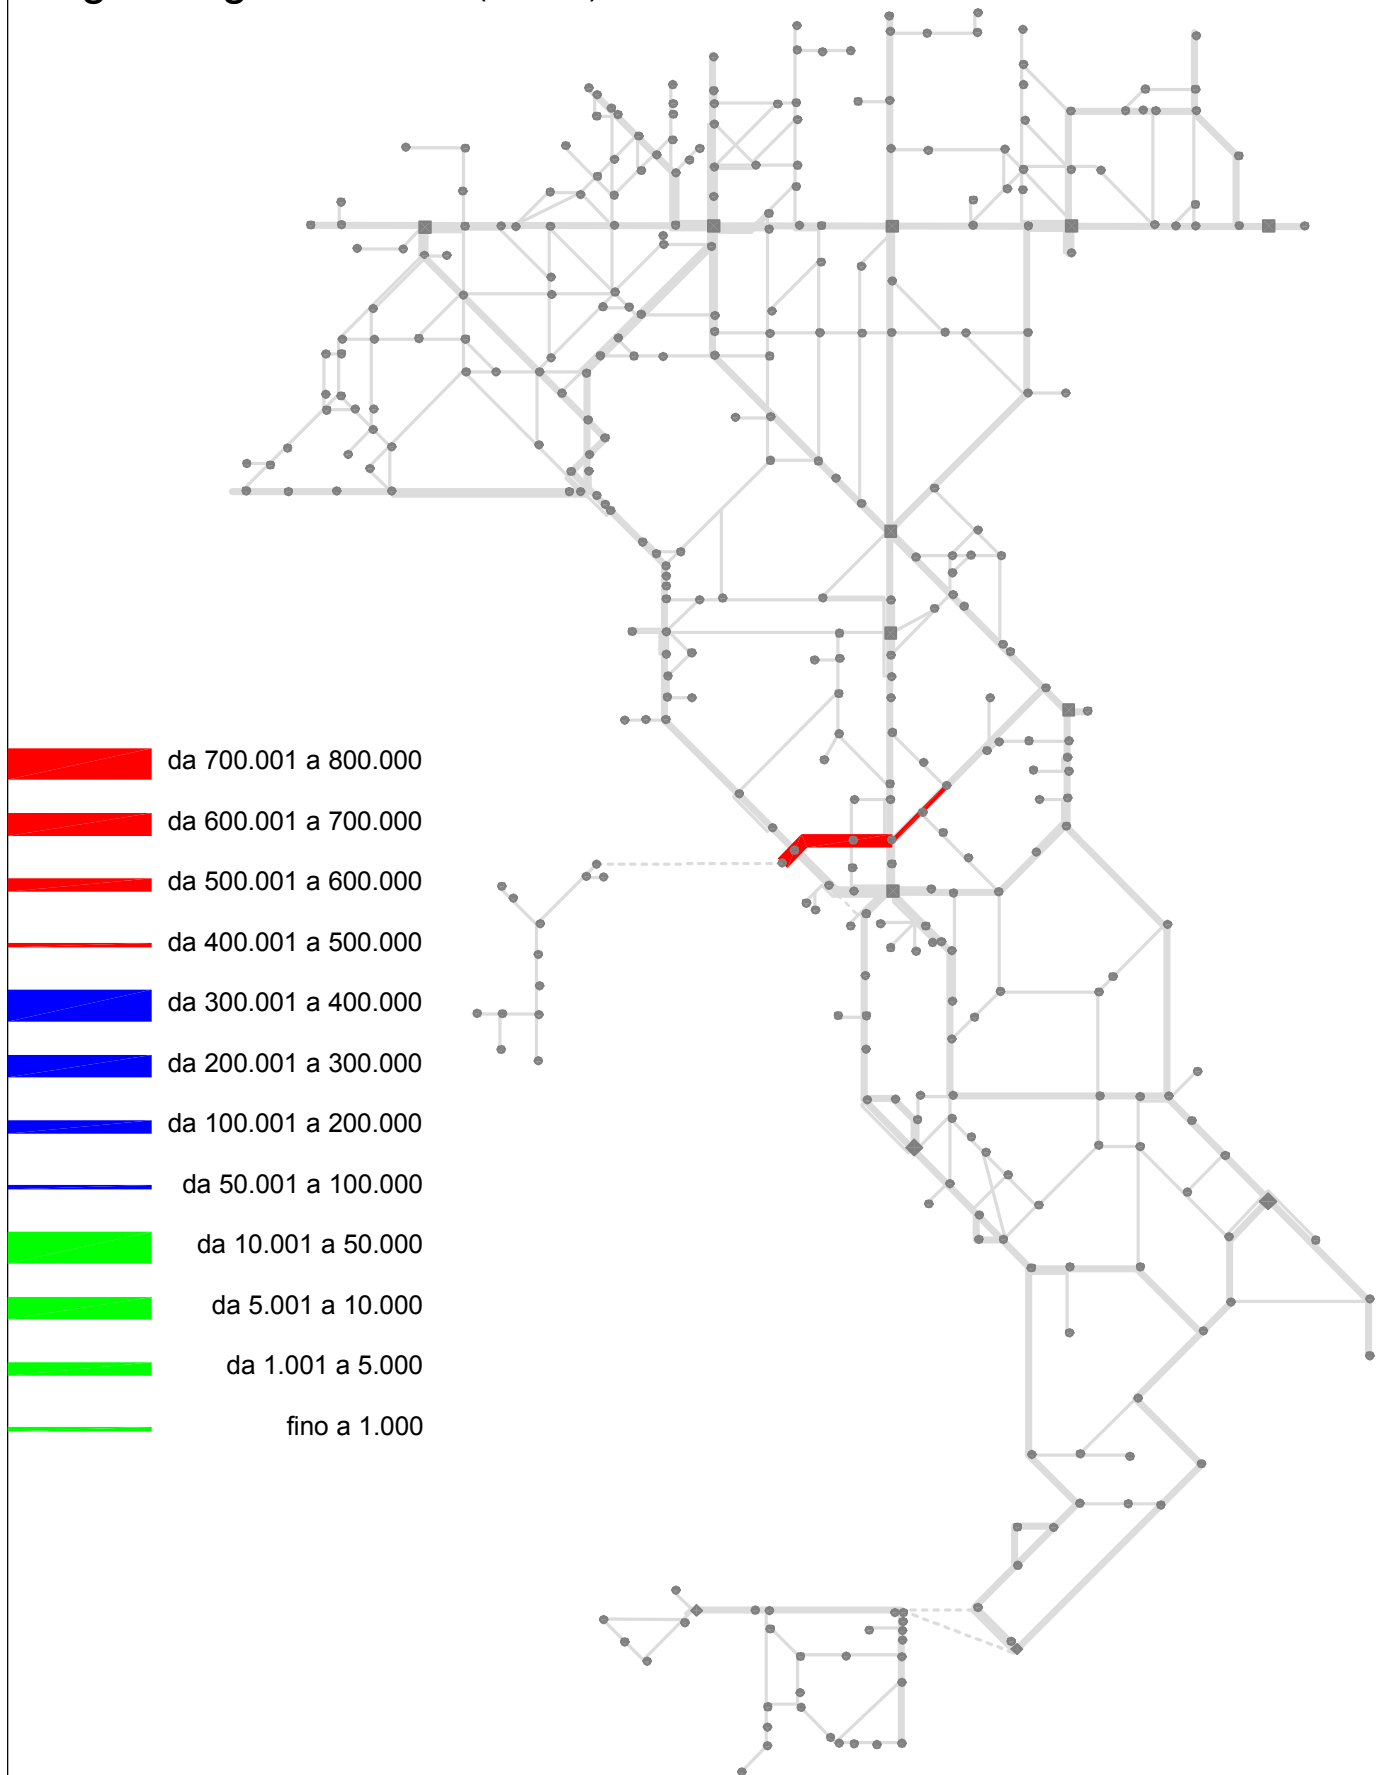 da 700.001 a 800.000
da 600.001 a 700.000
da 500.001 a 600.000
da 400.001 a 500.000
da 300.001 a 400.000
da 200.001 a 300.000
da 100.001 a 200.000
da 50.001 a 100.000
da 10.001 a 50.000
da 5.001 a 10.000
da 1.001 a 5.000
fino a 1.000